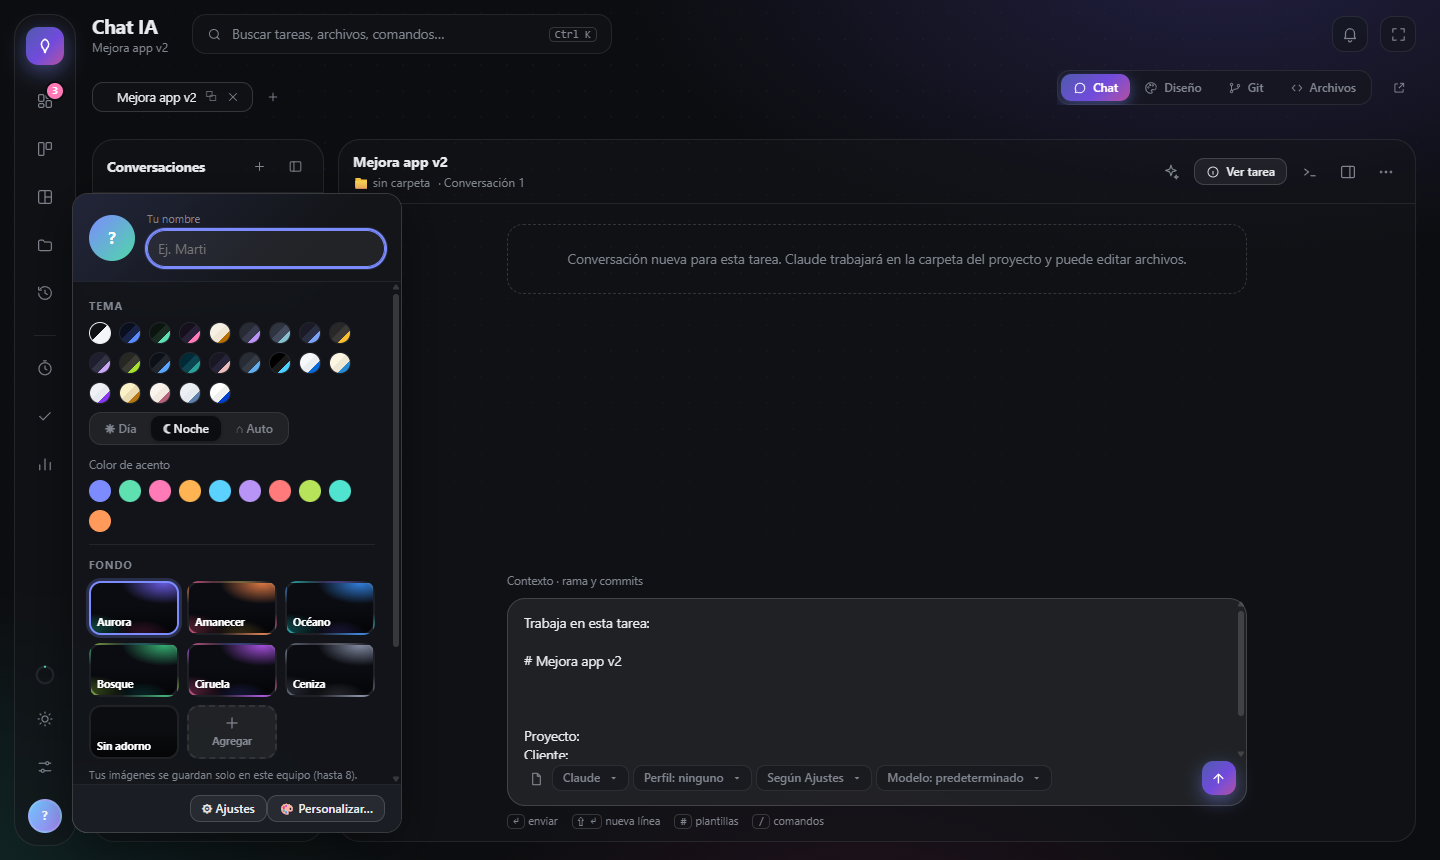 Chat IA
Mejora app v2
Buscar tareas, archivos, comandos...
Ctrl K
3
Mejora app v2
Chat
Diseño
Git
Archivos
Conversaciones
Mejora app v2
sin carpeta · Conversación 1
Ver tarea
Conversación nueva para esta tarea. Claude trabajará en la carpeta del proyecto y puede editar archivos.
?
Tu nombre
Ej. Marti
TEMA
Día
Noche
Auto
Color de acento
FONDO
Aurora
Amanecer
Océano
Bosque
Ciruela
Ceniza
Sin adorno
Agregar
Tus imágenes se guardan solo en este equipo (hasta 8).
Ajustes
Personalizar...
?
Contexto · rama y commits
Trabaja en esta tarea:
# Mejora app v2
Proyecto:
Cliente:
Claude
Perfil: ninguno
Según Ajustes
Modelo: predeterminado
enviar
nueva línea
# plantillas
/ comandos